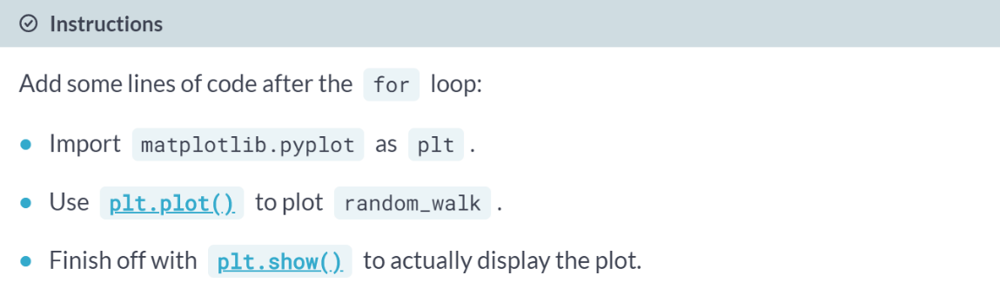 Instructions
Add some lines of code after the for loop:
Import matplotlib.pyplot as plt .
Use plt.plot() to plot random_walk .
Finish off with plt.show() to actually display the plot.